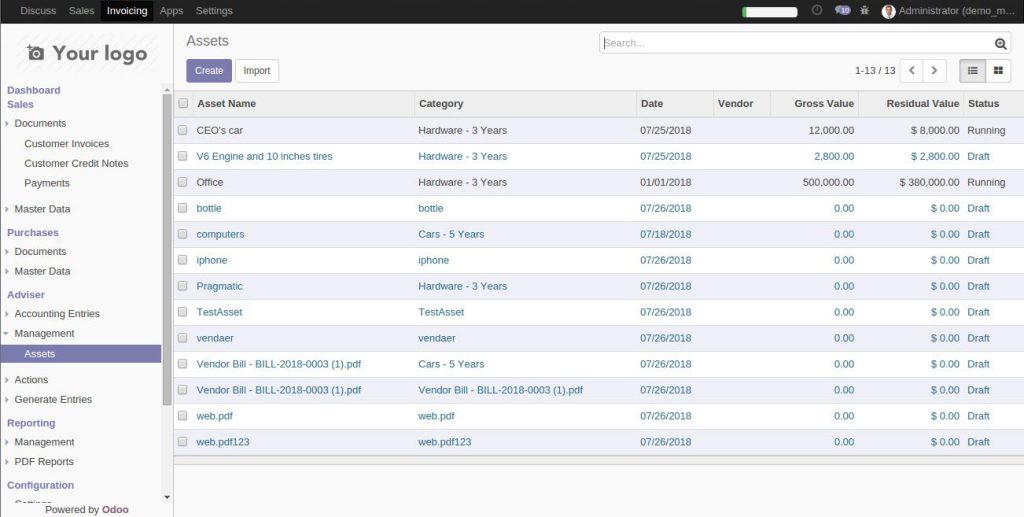 Discuss Sales Invoicing Apps Settings 10 Administrator (demo_m...
Your logo
Dashboard
Sales
Documents
Customer Invoices
Customer Credit Notes
Payments
Master Data
Purchases
Documents
Master Data
Adviser
Accounting Entries
Management
Assets
Actions
Generate Entries
Reporting
Management
PDF Reports
Configuration
Settings
Powered by Odoo
Assets
Search...
Create Import 1-13 / 13
Asset Name Category Date Vendor Gross Value Residual Value Status
CEO's car Hardware - 3 Years 07/25/2018 12,000.00 $ 8,000.00 Running
V6 Engine and 10 inches tires Hardware - 3 Years 07/25/2018 2,800.00 $ 2,800.00 Draft
Office Hardware - 3 Years 01/01/2018 500,000.00 $ 380,000.00 Running
bottle bottle 07/26/2018 0.00 $ 0.00 Draft
computers Cars - 5 Years 07/18/2018 0.00 $ 0.00 Draft
iphone iphone 07/26/2018 0.00 $ 0.00 Draft
Pragmatic Hardware - 3 Years 07/26/2018 0.00 $ 0.00 Draft
TestAsset TestAsset 07/26/2018 0.00 $ 0.00 Draft
vendaer vendaer 07/26/2018 0.00 $ 0.00 Draft
Vendor Bill - BILL-2018-0003 (1).pdf Cars - 5 Years 07/26/2018 0.00 $ 0.00 Draft
Vendor Bill - BILL-2018-0003 (1).pdf Vendor Bill - BILL-2018-0003 (1).pdf 07/26/2018 0.00 $ 0.00 Draft
web.pdf web.pdf 07/26/2018 0.00 $ 0.00 Draft
web.pdf123 web.pdf123 07/26/2018 0.00 $ 0.00 Draft